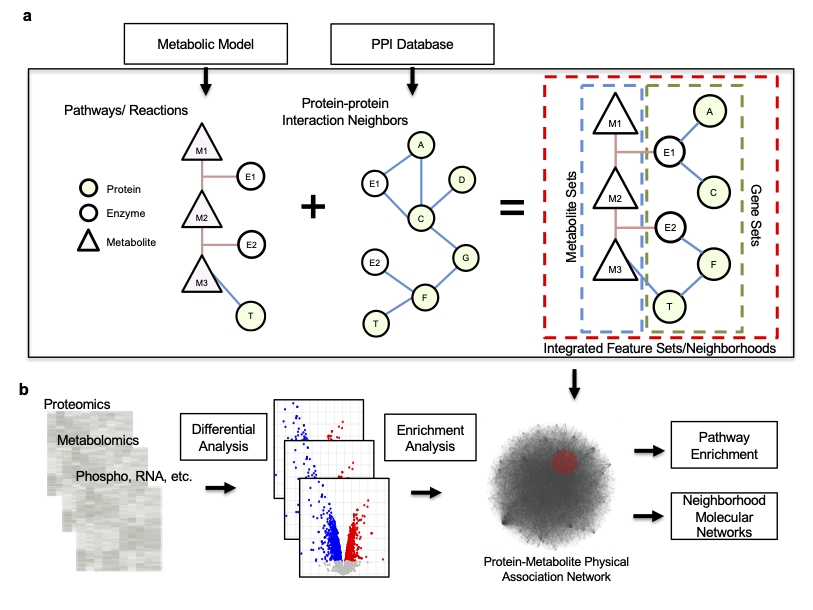 a
Metabolic Model
PPI Database
Pathways/ Reactions
Protein-protein
Interaction Neighbors
Protein
Enzyme
Metabolite
M1
E1
M2
E2
M3
T
+
A
E1
D
C
E2
G
F
T
=
Metabolite Sets
M1
M2
M3
A
E1
C
E2
F
T
Gene Sets
Integrated Feature Sets/Neighborhoods
b
Proteomics
Metabolomics
Phospho, RNA, etc.
Differential
Analysis
Enrichment
Analysis
Protein-Metabolite Physical
Association Network
Pathway
Enrichment
Neighborhood
Molecular
Networks